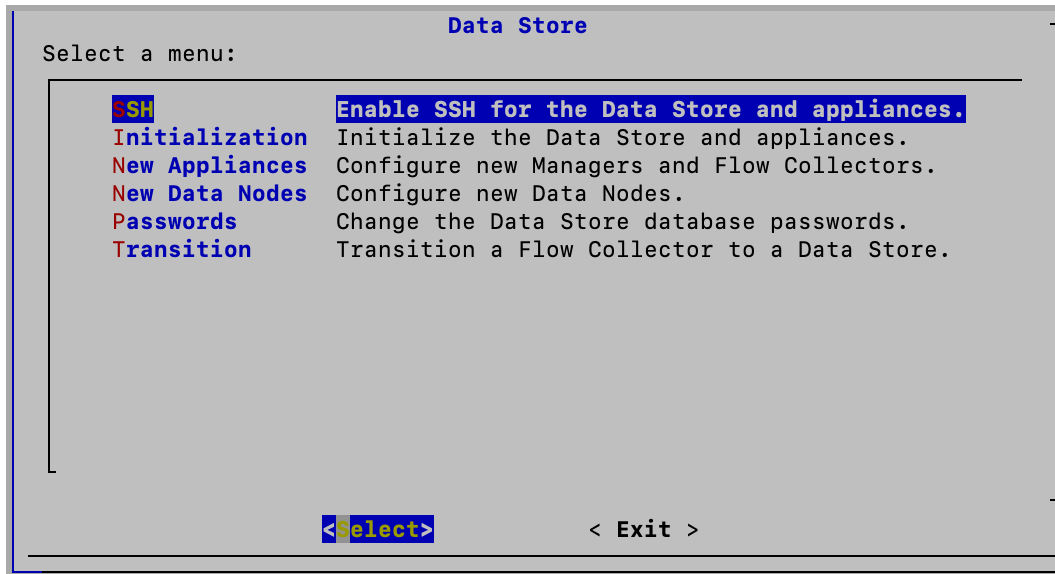 Data Store
Select a menu:
SSH Enable SSH for the Data Store and appliances.
Initialization Initialize the Data Store and appliances.
New Appliances Configure new Managers and Flow Collectors.
New Data Nodes Configure new Data Nodes.
Passwords Change the Data Store database passwords.
Transition Transition a Flow Collector to a Data Store.
<Select> < Exit >